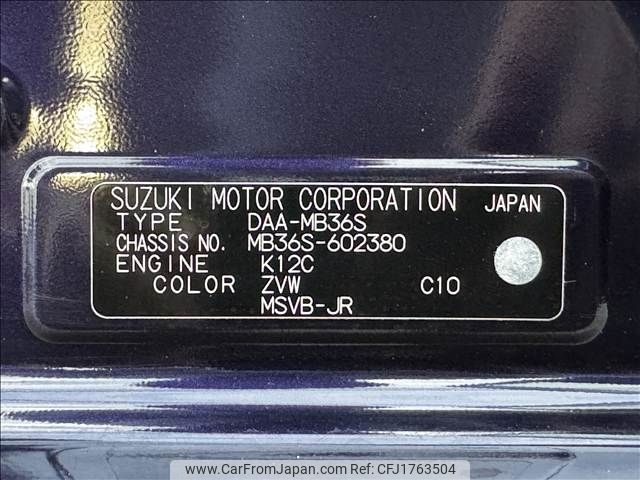 SUZUKI MOTOR CORPORATION JAPAN
TYPE DAA-MB36S
CHASSIS NO. MB36S-602380
ENGINE K12C
COLOR ZVW C10
MSVB-JR
www.CarFromJapan.com Ref: CFJ1763504